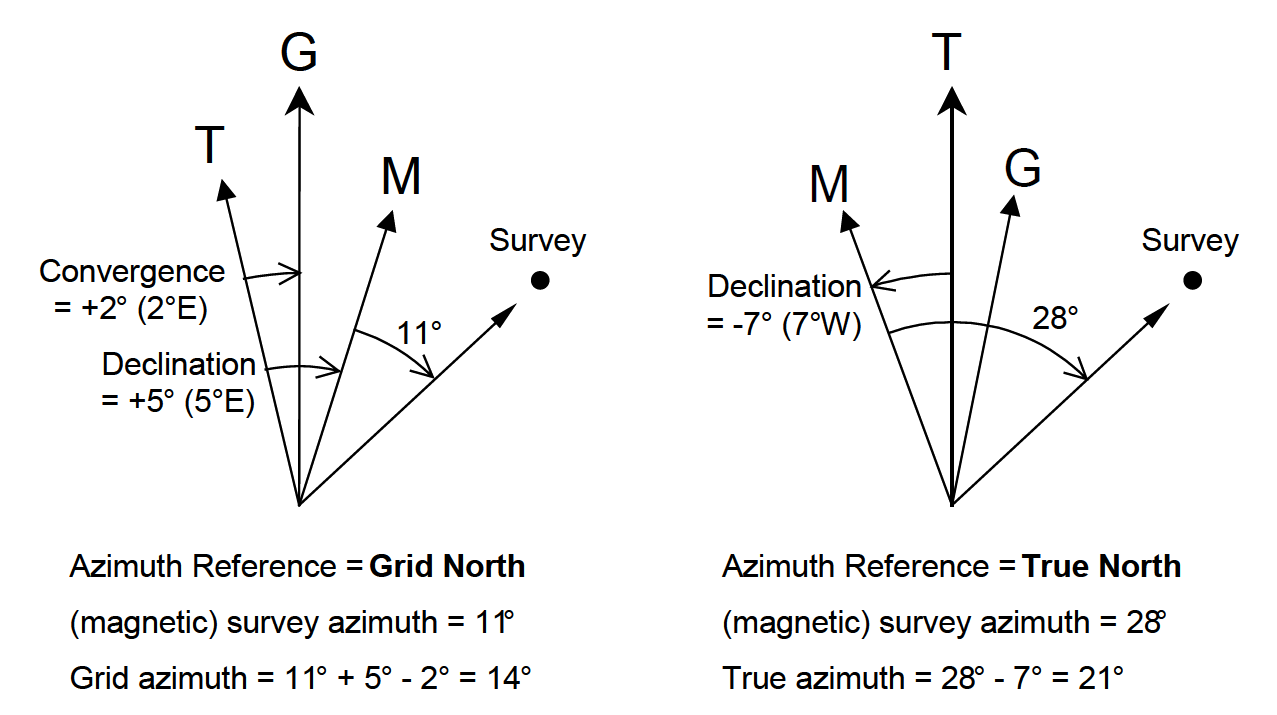 G
T
M
Survey
Convergence
= +2° (2°E)
11°
Declination
= +5° (5°E)
Azimuth Reference = Grid North
(magnetic) survey azimuth = 11°
Grid azimuth = 11° + 5° - 2° = 14°
T
G
M
Survey
Declination
= -7° (7°W)
28°
Azimuth Reference = True North
(magnetic) survey azimuth = 28°
True azimuth = 28° - 7° = 21°